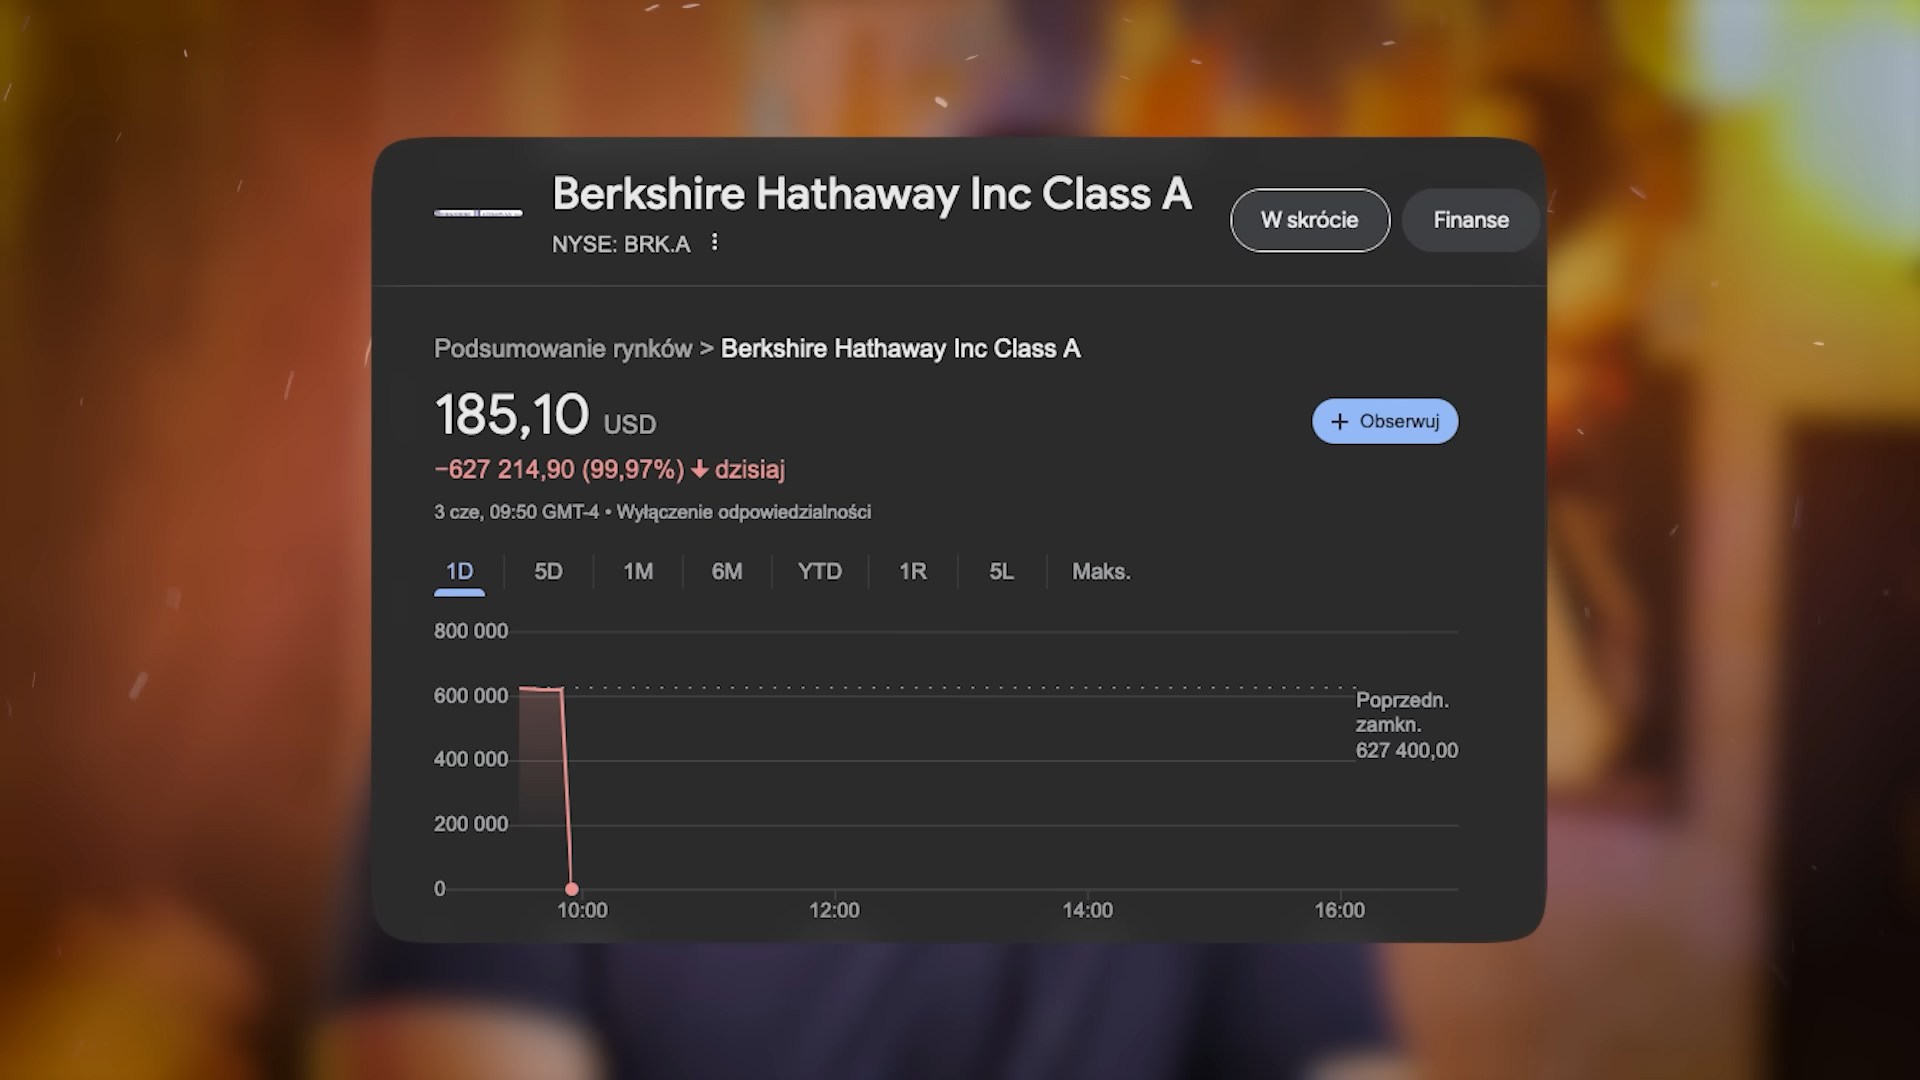 Berkshire Hathaway Inc Class A
NYSE: BRK.A
W skrócie
Finanse
Podsumowanie rynków > Berkshire Hathaway Inc Class A
185,10 USD
+ Obserwuj
−627 214,90 (99,97%) dzisiaj
3 cze, 09:50 GMT-4 • Wyłączenie odpowiedzialności
1D 5D 1M 6M YTD 1R 5L Maks.
800 000
600 000
400 000
200 000
0
Poprzedn.
zamkn.
627 400,00
10:00 12:00 14:00 16:00